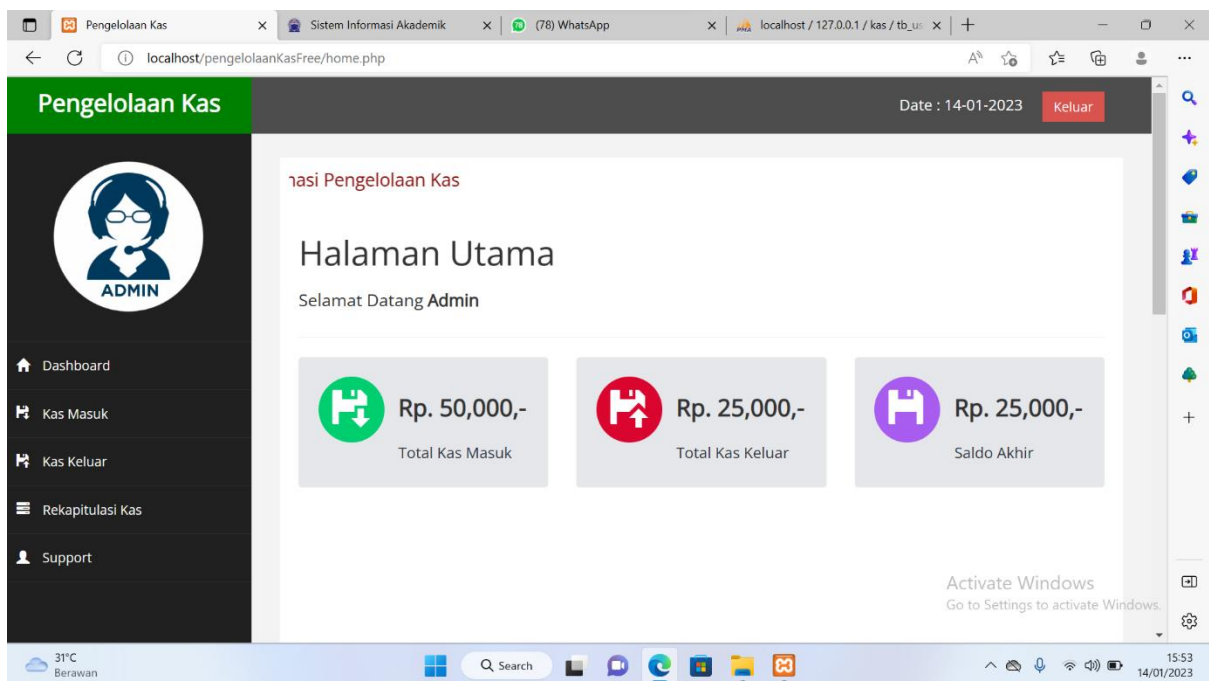 Pengelolaan Kas
Sistem Informasi Akademik
(78) WhatsApp
localhost / 127.0.0.1 / kas / tb_us
localhost/pengelolaanKasFree/home.php
Pengelolaan Kas
Date : 14-01-2023
Keluar
ADMIN
Dashboard
Kas Masuk
Kas Keluar
Rekapitulasi Kas
Support
nasi Pengelolaan Kas
Halaman Utama
Selamat Datang Admin
Rp. 50,000,-
Total Kas Masuk
Rp. 25,000,-
Total Kas Keluar
Rp. 25,000,-
Saldo Akhir
Activate Windows
Go to Settings to activate Windows.
31°C
Berawan
Search
15:53
14/01/2023